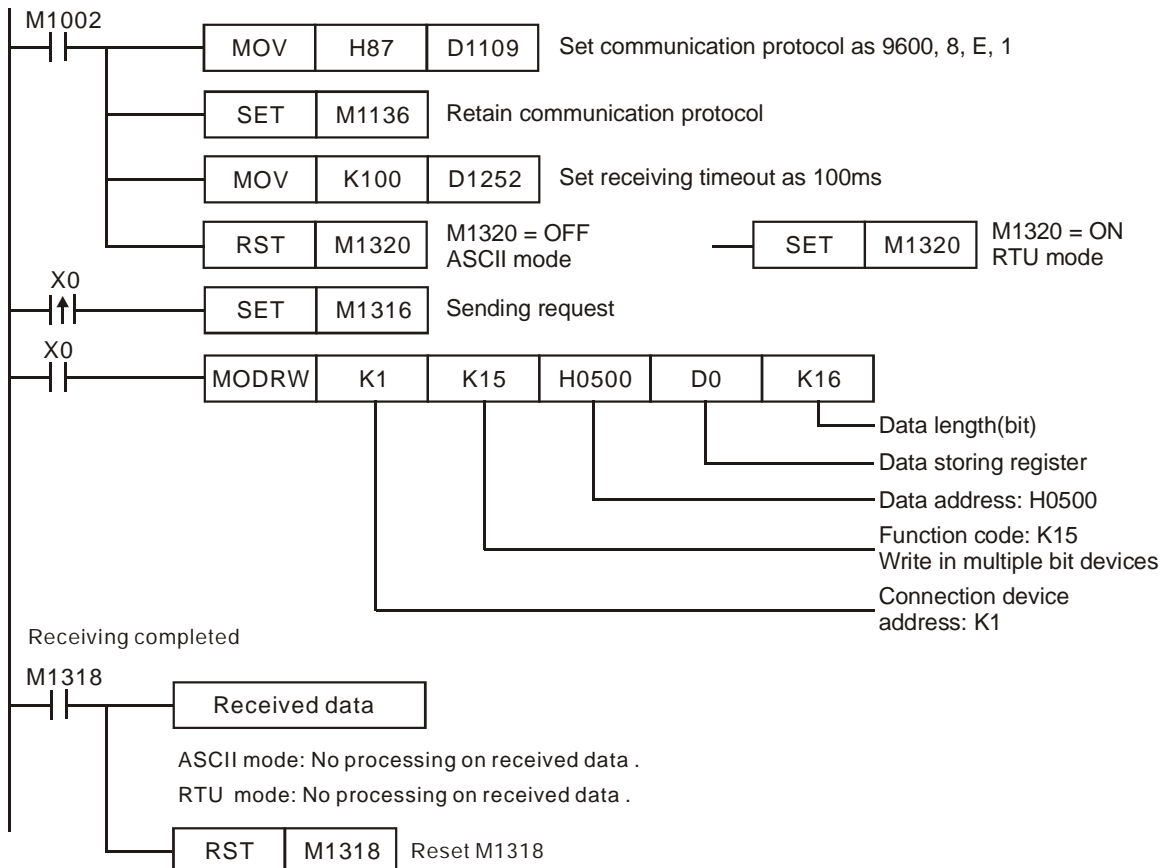 M1002
MOV H87 D1109 Set communication protocol as 9600, 8, E, 1
SET M1136 Retain communication protocol
MOV K100 D1252 Set receiving timeout as 100ms
RST M1320 M1320 = OFF
ASCII mode
SET M1320 M1320 = ON
RTU mode
X0
SET M1316 Sending request
X0
MODRW K1 K15 H0500 D0 K16
Data length(bit)
Data storing register
Data address: H0500
Function code: K15
Write in multiple bit devices
Connection device
address: K1
Receiving completed
M1318
Received data
ASCII mode: No processing on received data .
RTU mode: No processing on received data .
RST M1318 Reset M1318